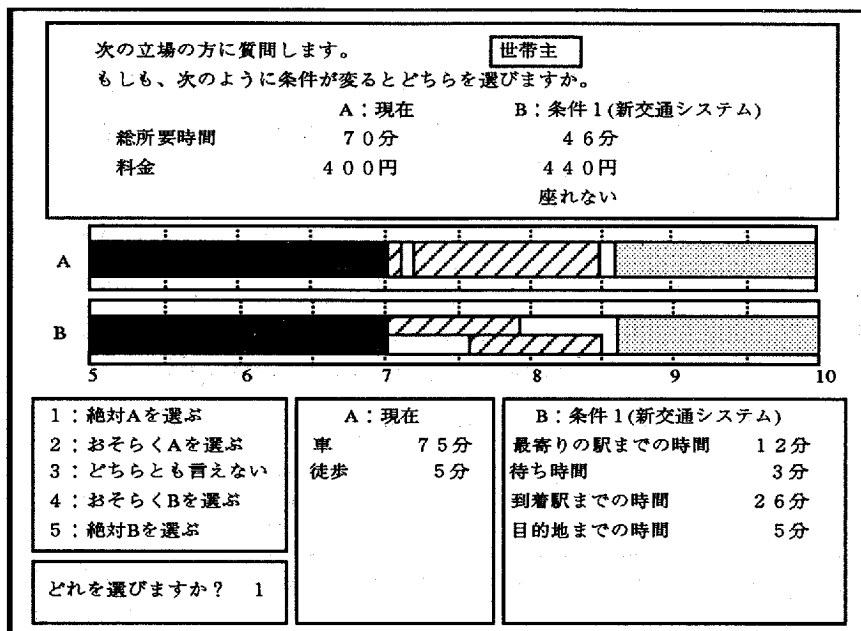 次の立場の方に質問します。 世帯主
もしも、次のように条件が変るとどちらを選びますか。
A：現在 B：条件1(新交通システム)
総所要時間 70分 46分
料金 400円 440円
座れない
A
B
5 6 7 8 9 10
1：絶対Aを選ぶ
2：おそらくAを選ぶ
3：どちらとも言えない
4：おそらくBを選ぶ
5：絶対Bを選ぶ
どれを選びますか？ 1
A：現在
車 75分
徒歩 5分
B：条件1(新交通システム)
最寄りの駅までの時間 12分
待ち時間 3分
到着駅までの時間 26分
目的地までの時間 5分